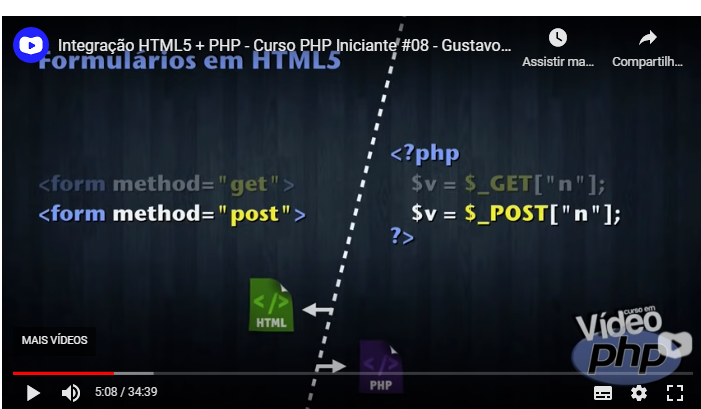 Integração HTML5 + PHP - Curso PHP Iniciante #08 - Gustavo...
Assistir ma...
Compartilh...
Formulários em HTML5
<?php
<form method="get">
$v = $_GET["n"];
<form method="post">
$v = $_POST["n"];
?>
HTML
PHP
MAIS VÍDEOS
curso em
Vídeo
php
5:08 / 34:39